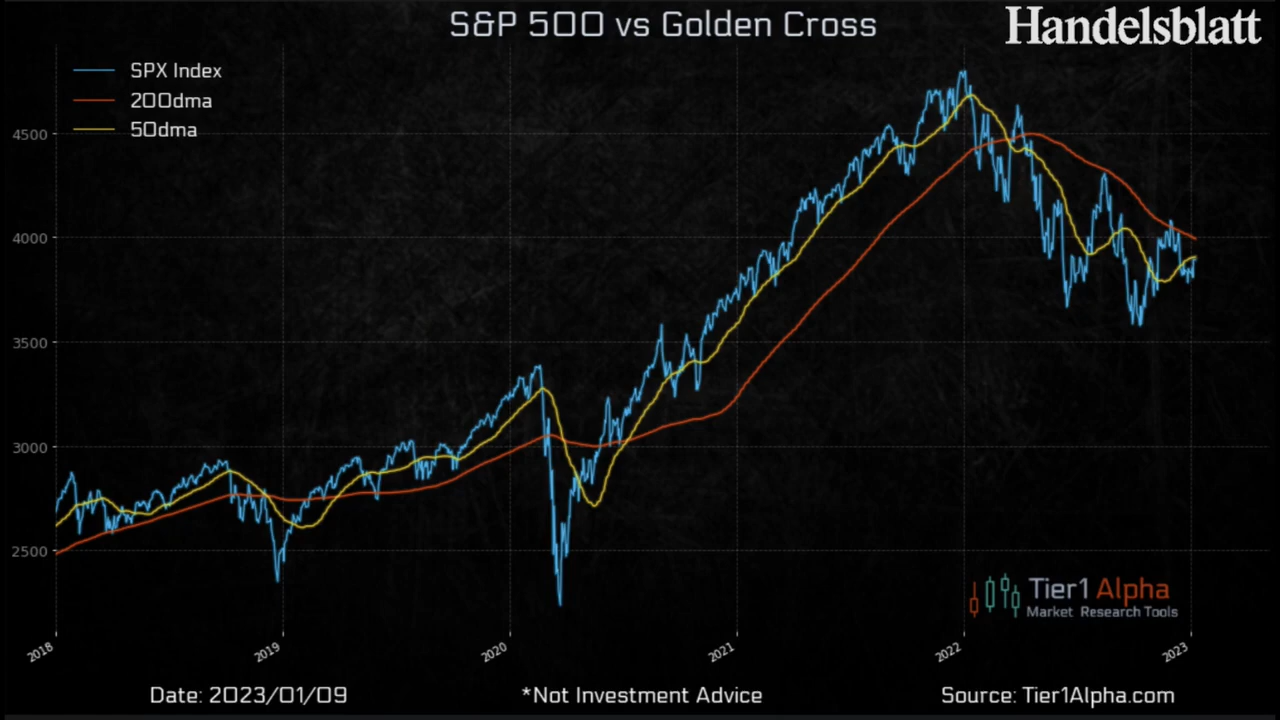 S&P 500 vs Golden Cross
Handelsblatt
SPX Index
200dma
50dma
4500
4000
3500
3000
2500
2018
2019
2020
2021
2022
2023
Tier1 Alpha
Market Research Tools
Date: 2023/01/09
*Not Investment Advice
Source: Tier1Alpha.com